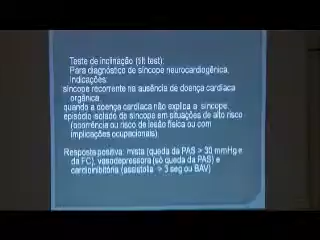 Teste de inclinação (tilt test):
Para diagnóstico de síncope neurocardiogênica.
Indicações:
síncope recorrente na ausência de doença cardíaca
orgânica
quando a doença cardíaca não explica a síncope.
episódio isolado de síncope em situações de alto risco
(ocorrência ou risco de lesão física ou com
implicações ocupacionais)
Resposta positiva: mista (queda da PAS > 30 mmHg e
da FC), vasodepressora (só queda da PAS) e
cardioinibitória (assistolia > 3 seg ou BAV)